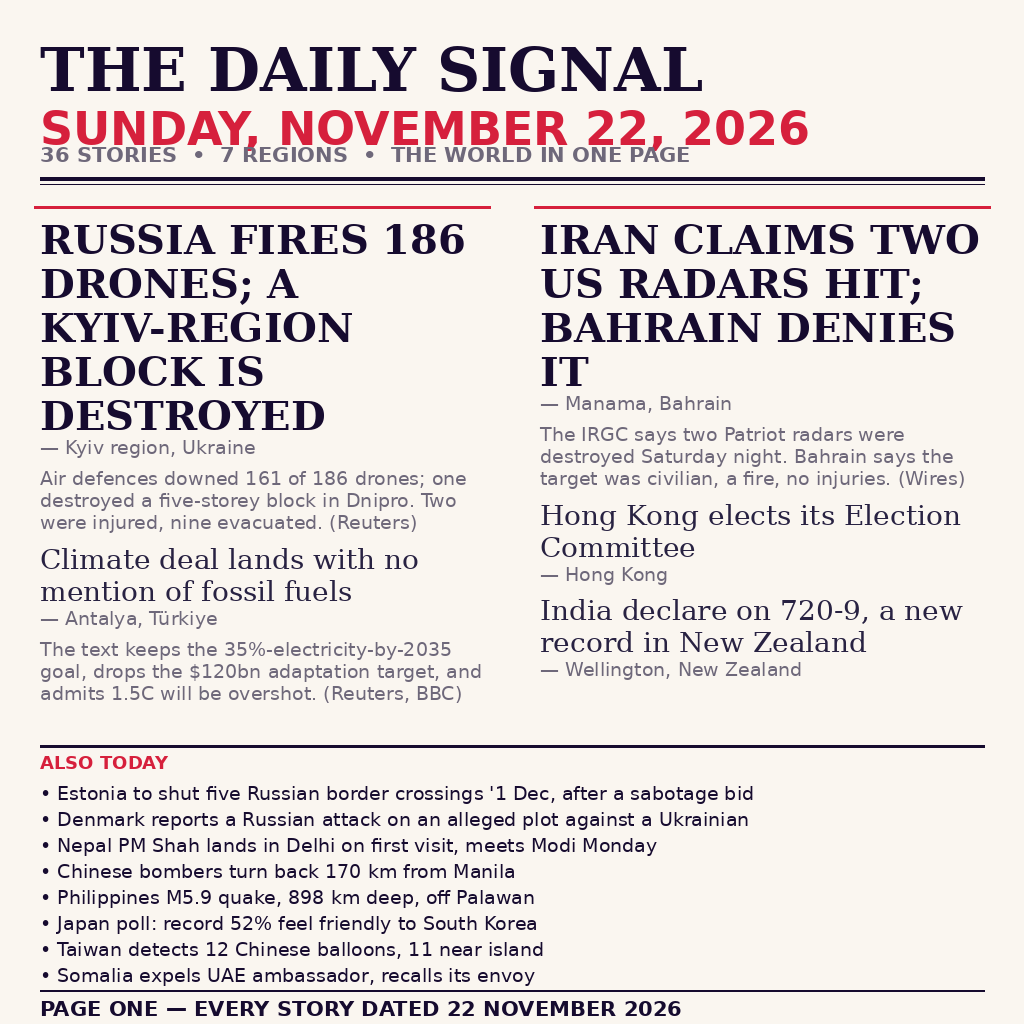 THE DAILY SIGNAL
SUNDAY, NOVEMBER 22, 2026
36 STORIES • 7 REGIONS • THE WORLD IN ONE PAGE
RUSSIA FIRES 186
DRONES; A
KYIV-REGION
BLOCK IS
DESTROYED
— Kyiv region, Ukraine
Air defences downed 161 of 186 drones; one
destroyed a five-storey block in Dnipro. Two
were injured, nine evacuated. (Reuters)
Climate deal lands with no
mention of fossil fuels
— Antalya, Türkiye
The text keeps the 35%-electricity-by-2035
goal, drops the $120bn adaptation target, and
admits 1.5C will be overshot. (Reuters, BBC)
IRAN CLAIMS TWO
US RADARS HIT;
BAHRAIN DENIES
IT
— Manama, Bahrain
The IRGC says two Patriot radars were
destroyed Saturday night. Bahrain says the
target was civilian, a fire, no injuries. (Wires)
Hong Kong elects its Election
Committee
— Hong Kong
India declare on 720-9, a new
record in New Zealand
— Wellington, New Zealand
ALSO TODAY
• Estonia to shut five Russian border crossings '1 Dec, after a sabotage bid
• Denmark reports a Russian attack on an alleged plot against a Ukrainian
• Nepal PM Shah lands in Delhi on first visit, meets Modi Monday
• Chinese bombers turn back 170 km from Manila
• Philippines M5.9 quake, 898 km deep, off Palawan
• Japan poll: record 52% feel friendly to South Korea
• Taiwan detects 12 Chinese balloons, 11 near island
• Somalia expels UAE ambassador, recalls its envoy
PAGE ONE — EVERY STORY DATED 22 NOVEMBER 2026